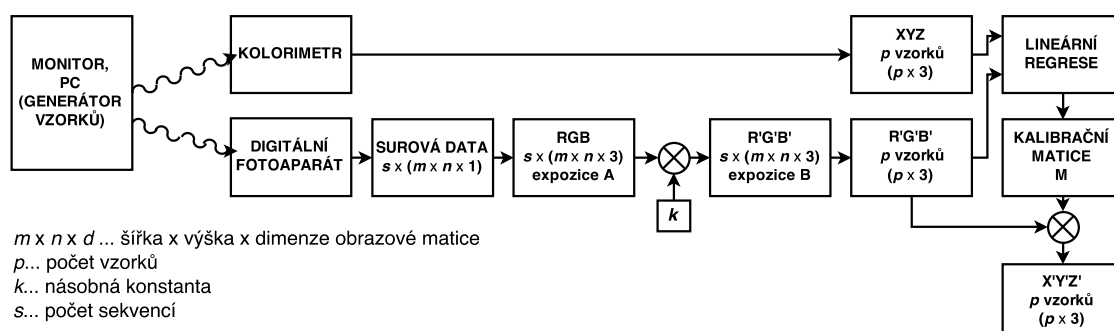 MONITOR,
PC
(GENERÁTOR
VZORKŮ)
KOLORIMETR
XYZ
p vzorků
(p x 3)
LINEÁRNÍ
REGRESE
DIGITÁLNÍ
FOTOAPARÁT
SUROVÁ DATA
s x (m x n x 1)
RGB
s x (m x n x 3)
expozice A
k
R'G'B'
s x (m x n x 3)
expozice B
R'G'B'
p vzorků
(p x 3)
KALIBRAČNÍ
MATICE
M
X'Y'Z'
p vzorků
(p x 3)
m x n x d ... šířka x výška x dimenze obrazové matice
p... počet vzorků
k... násobná konstanta
s... počet sekvencí